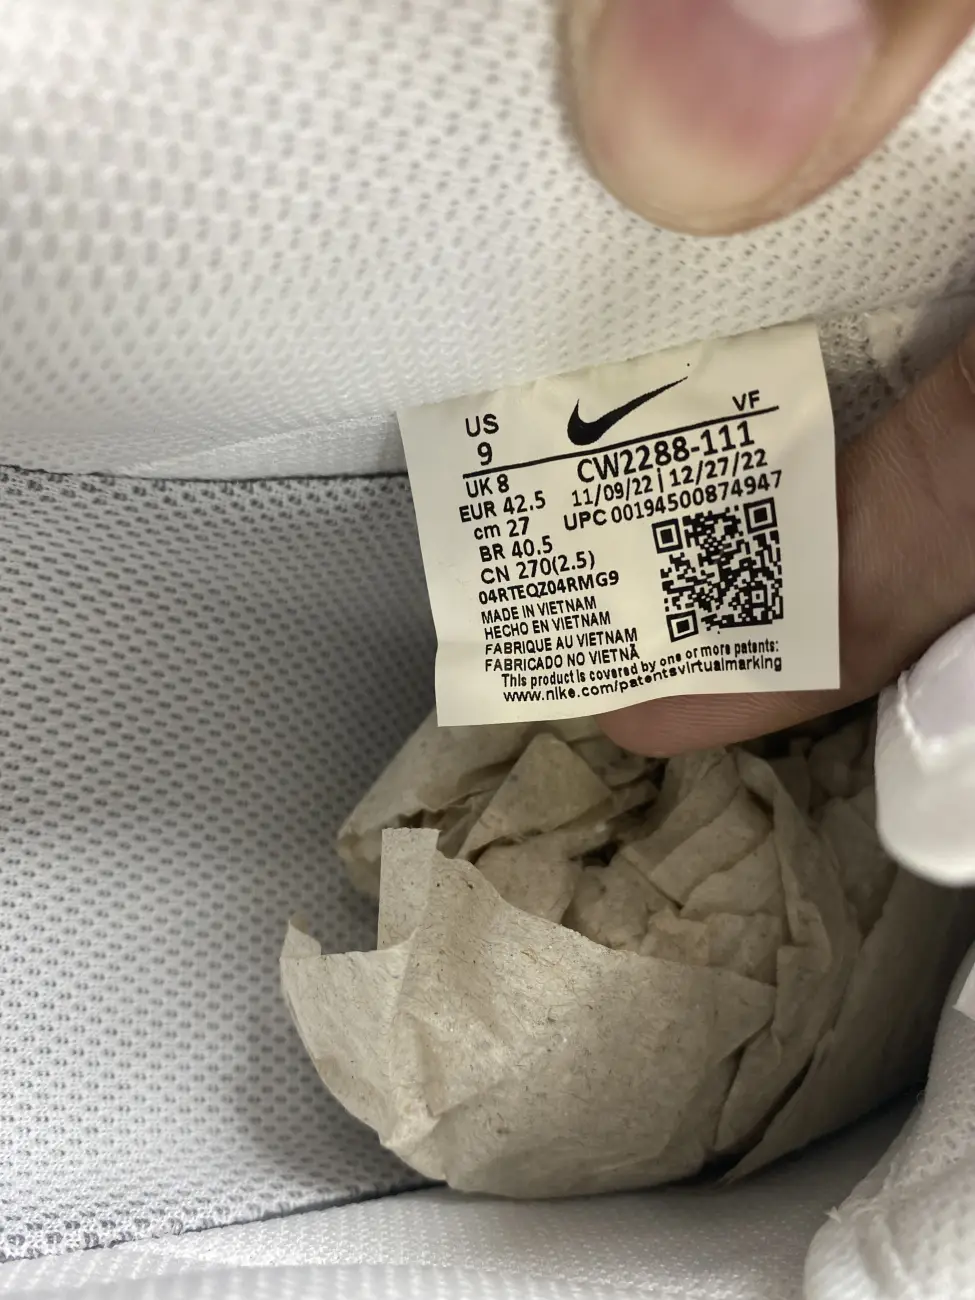 US
9
VF
UK 8
CW2288-111
EUR 42.5
11/09/22 | 12/27/22
cm 27
UPC 00194500874947
BR 40.5
CN 270(2.5)
04RTEQZ04RMG9
MADE IN VIETNAM
HECHO EN VIETNAM
FABRIQUE AU VIETNAM
FABRICADO NO VIETNÃ
This product is covered by one or more patents:
www.nike.com/patentsvirtualmarking